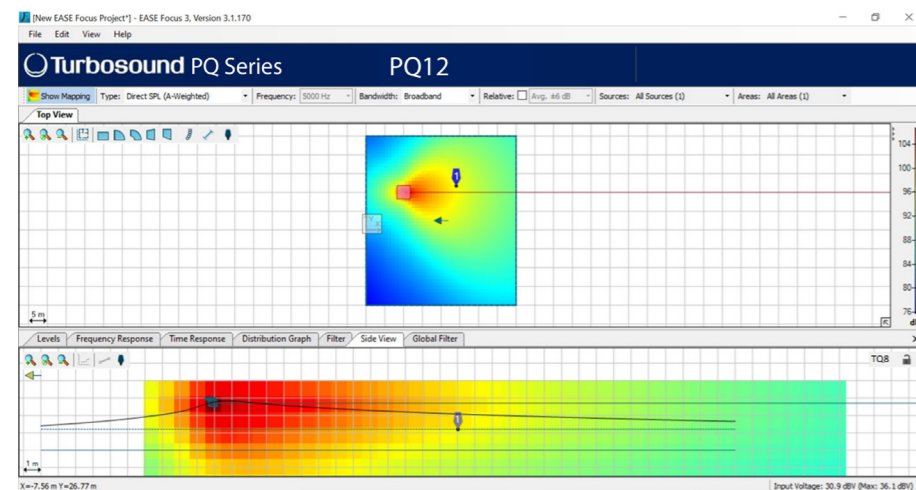 [New EASE Focus Project*] - EASE Focus 3, Version 3.1.170
File Edit View Help
Turbosound PQ Series PQ12
Show Mapping Type: Direct SPL (A-Weighted) Frequency: 5000 Hz Bandwidth: Broadband Relative: Avg. ±6 dB Sources: All Sources (1) Areas: All Areas (1)
Top View
104
100
1
96
92
Y
X
88
84
80
5 m
76
d
Levels Frequency Response Time Response Distribution Graph Filter Side View Global Filter
TQ8
1
1 m
X=-7.56 m Y=26.77 m Input Voltage: 30.9 dBV (Max: 36.1 dBV)